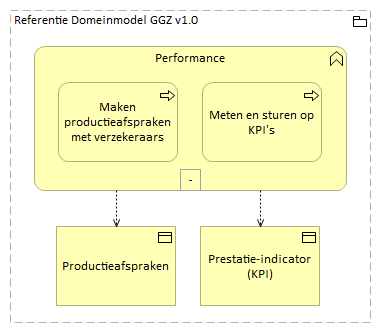 Referentie Domeinmodel GGZ v1.0
Performance
Maken
productieafspraken
met verzekeraars
Meten en sturen op
KPI's
-
Productieafspraken
Prestatie-indicator
(KPI)